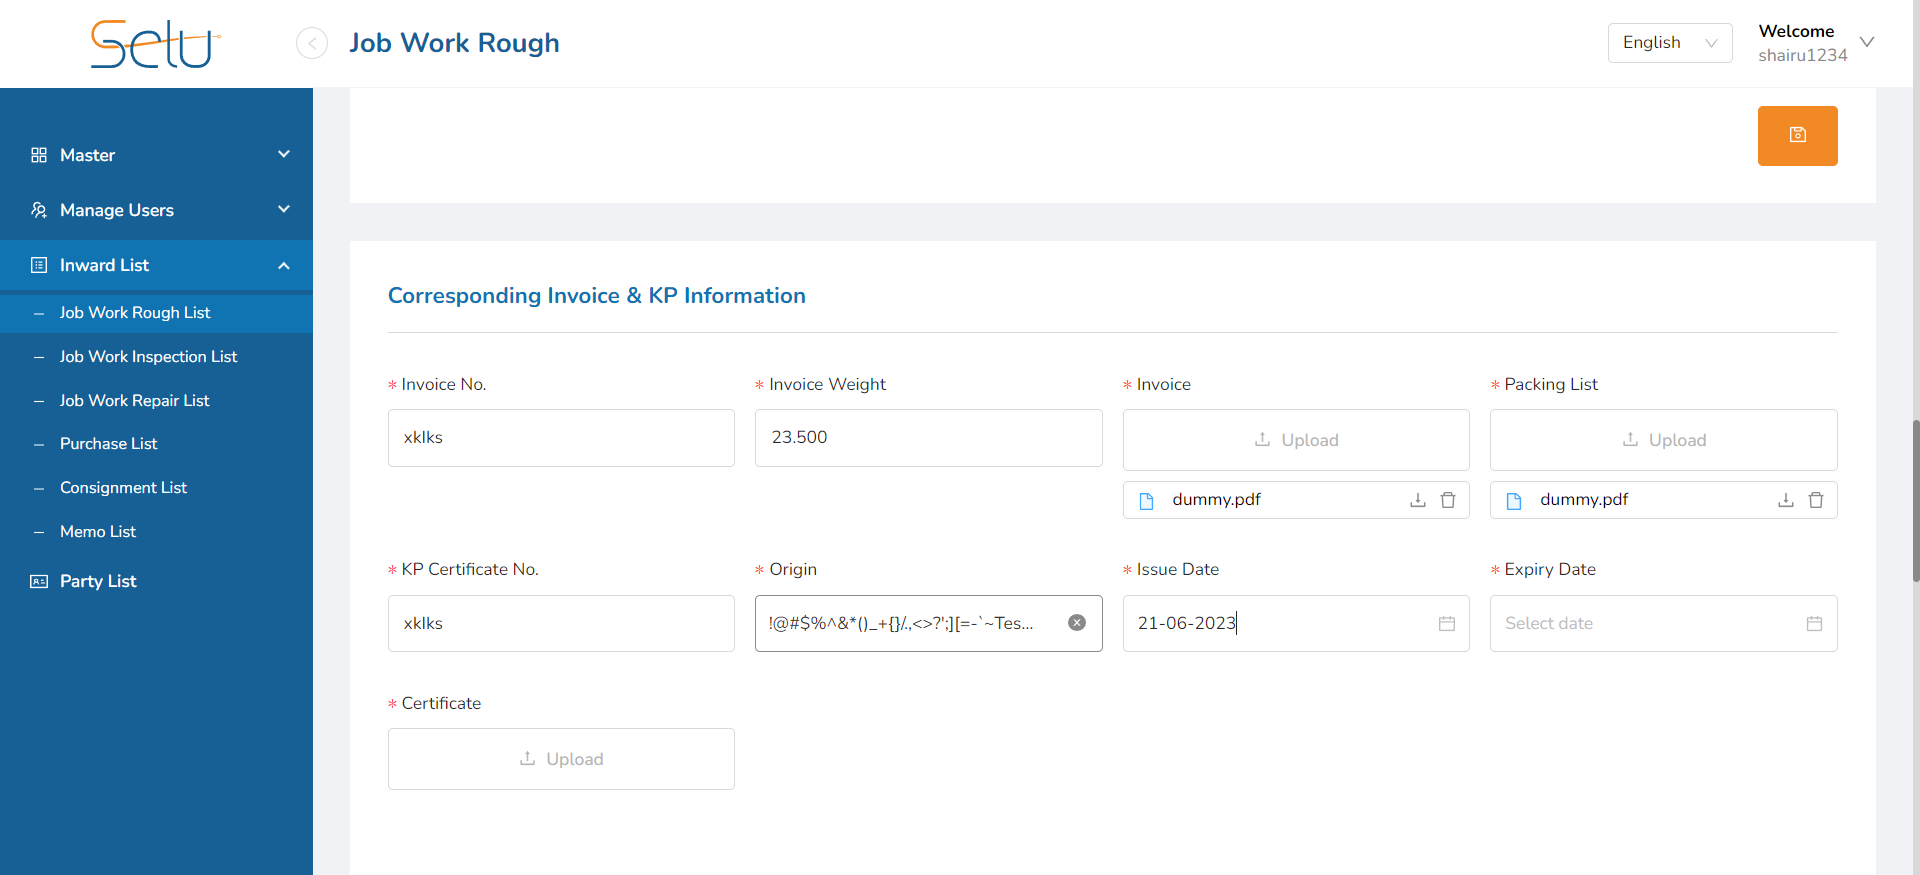 Selu
Job Work Rough
English
Welcome
shairu1234
Master
Manage Users
Inward List
Job Work Rough List
Job Work Inspection List
Job Work Repair List
Purchase List
Consignment List
Memo List
Party List
Corresponding Invoice & KP Information
* Invoice No.
* Invoice Weight
* Invoice
* Packing List
xklks
23.500
Upload
Upload
dummy.pdf
dummy.pdf
* KP Certificate No.
* Origin
* Issue Date
* Expiry Date
xklks
!@#$%^&*()_+{}/.,<>?';][=-`~Tes...
21-06-2023
Select date
* Certificate
Upload